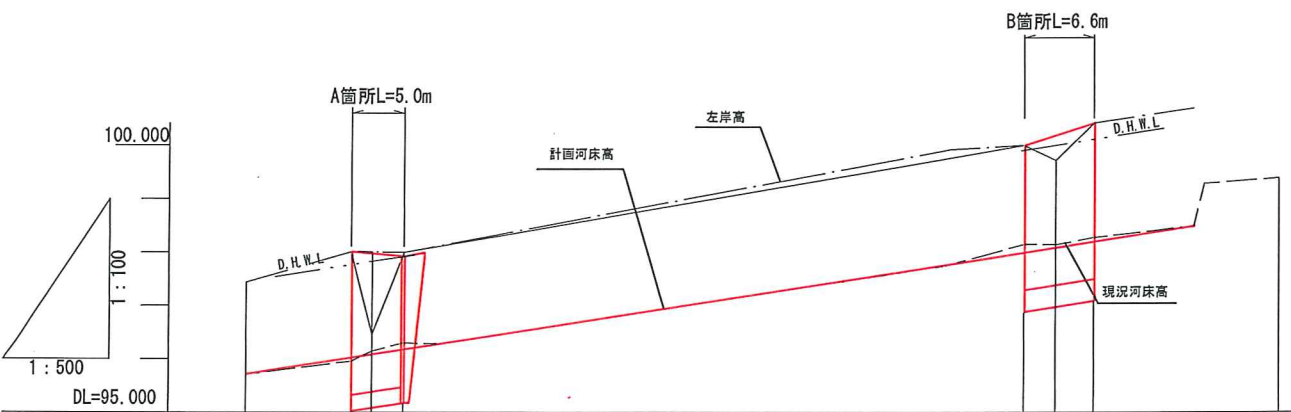 B箇所L=6.6m
A箇所L=5.0m
左岸高
D.H.W.L
100.000
計画河床高
D.H.W.L
1:100
現況河床高
1:500
DL=95.000